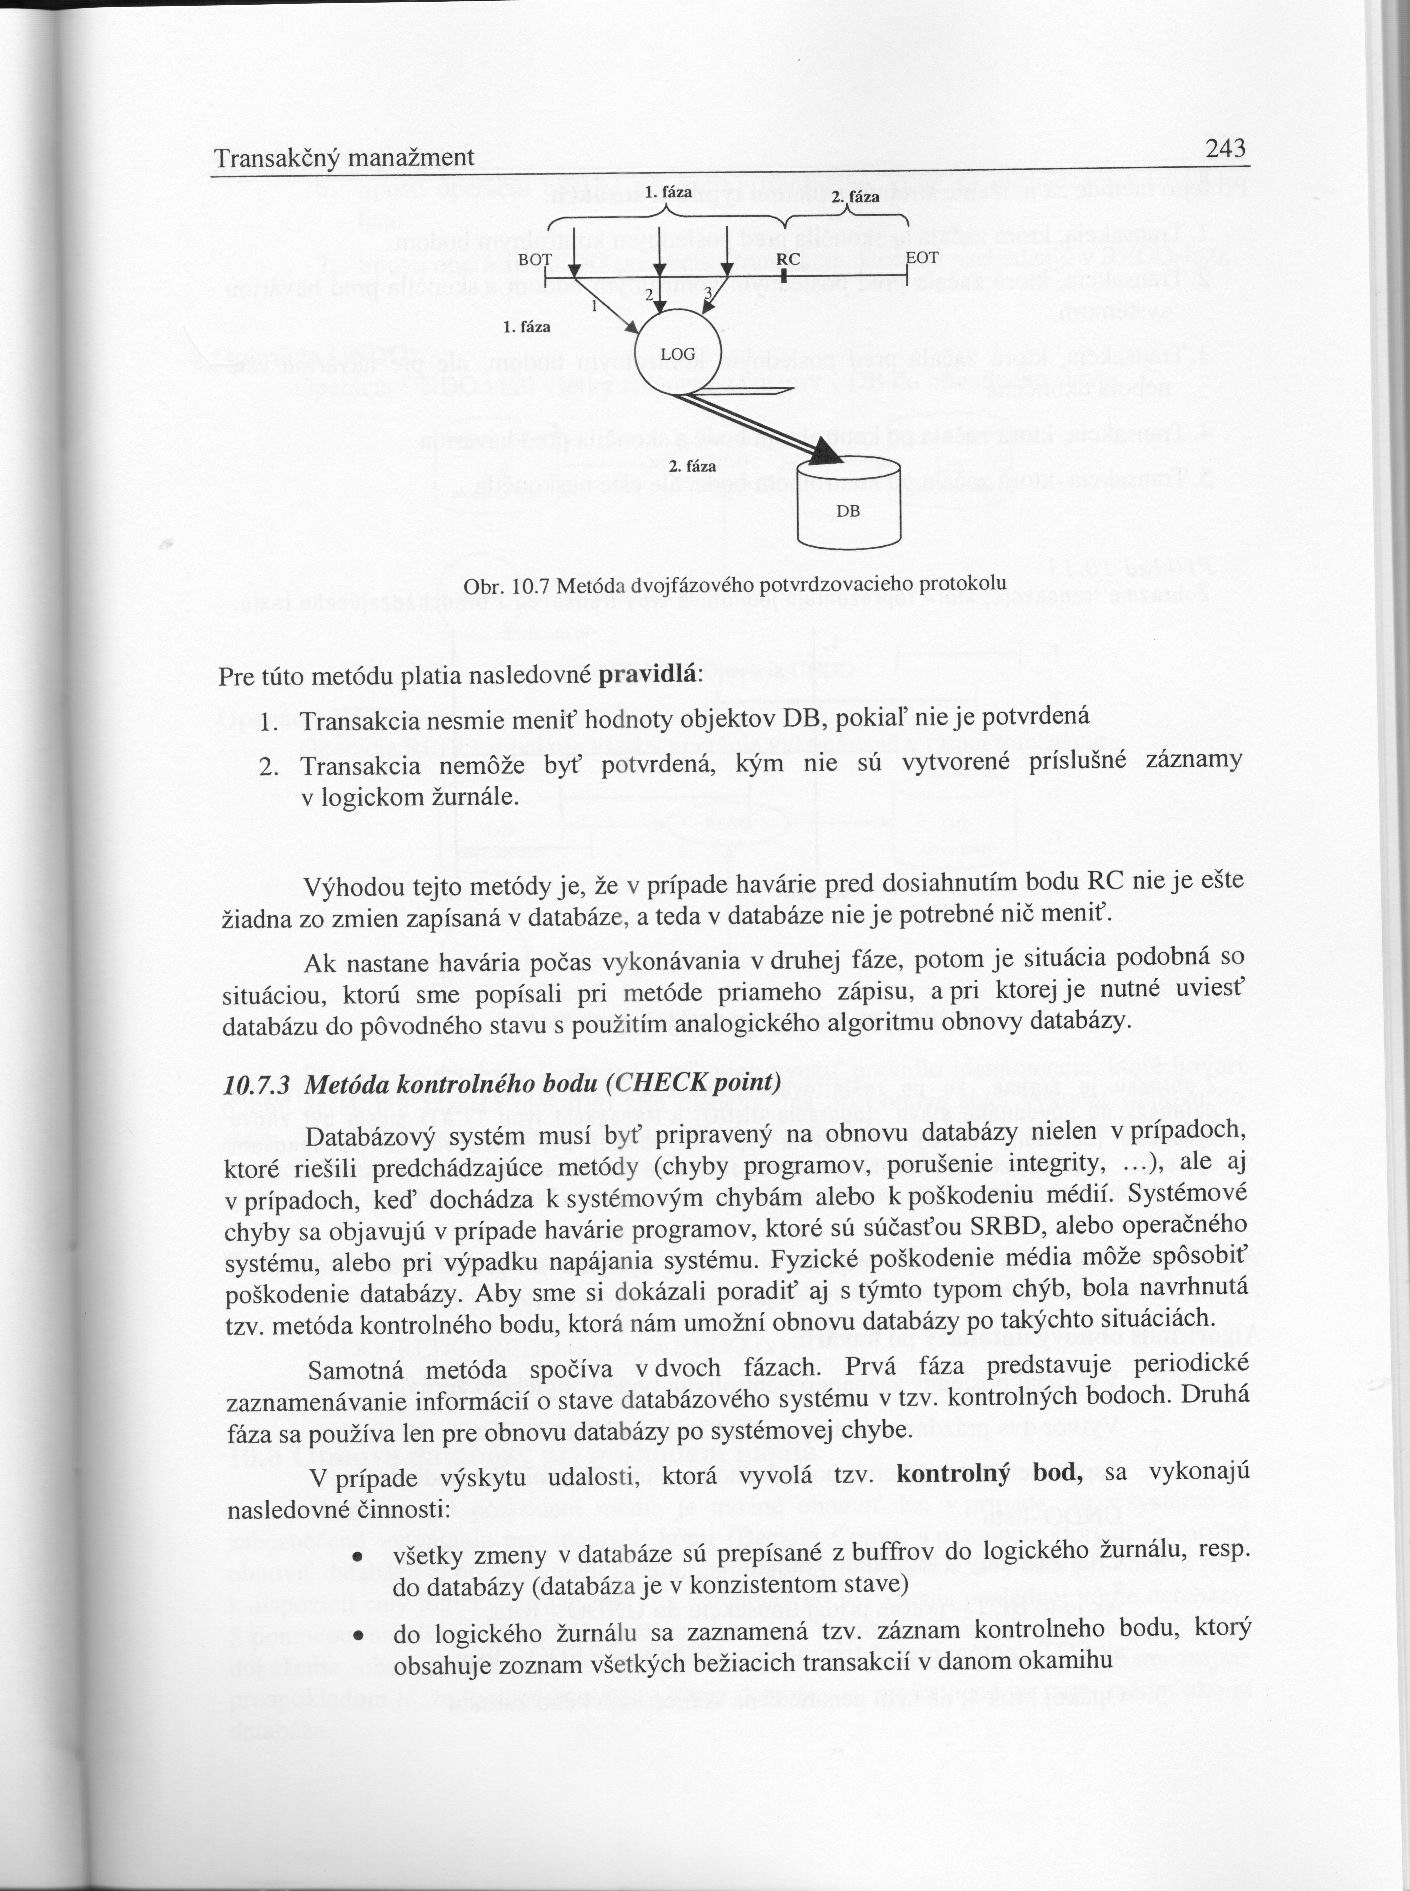 Transakčný manažment 243
1. fáza 2. fáza
BOT RC EOT
1 2 3
1. fáza
LOG
2. fáza
DB
Obr. 10.7 Metóda dvojfázového potvrdzovacieho protokolu
Pre túto metódu platia nasledovné pravidlá:
1. Transakcia nesmie meniť hodnoty objektov DB, pokiaľ nie je potvrdená
2. Transakcia nemôže byť potvrdená, kým nie sú vytvorené príslušné záznamy
v logickom žurnále.
Výhodou tejto metódy je, že v prípade havárie pred dosiahnutím bodu RC nie je ešte
žiadna zo zmien zapísaná v databáze, a teda v databáze nie je potrebné nič meniť.
Ak nastane havária počas vykonávania v druhej fáze, potom je situácia podobná so
situáciou, ktorú sme popísali pri metóde priameho zápisu, a pri ktorej je nutné uviesť
databázu do pôvodného stavu s použitím analogického algoritmu obnovy databázy.
10.7.3 Metóda kontrolného bodu (CHECK point)
Databázový systém musí byť pripravený na obnovu databázy nielen v prípadoch,
ktoré riešili predchádzajúce metódy (chyby programov, porušenie integrity, ...), ale aj
v prípadoch, keď dochádza k systémovým chybám alebo k poškodeniu médií. Systémové
chyby sa objavujú v prípade havárie programov, ktoré sú súčasťou SRBD, alebo operačného
systému, alebo pri výpadku napájania systému. Fyzické poškodenie média môže spôsobiť
poškodenie databázy. Aby sme si dokázali poradiť aj s týmto typom chýb, bola navrhnutá
tzv. metóda kontrolného bodu, ktorá nám umožní obnovu databázy po takýchto situáciách.
Samotná metóda spočíva v dvoch fázach. Prvá fáza predstavuje periodické
zaznamenávanie informácií o stave databázového systému v tzv. kontrolných bodoch. Druhá
fáza sa používa len pre obnovu databázy po systémovej chybe.
V prípade výskytu udalosti, ktorá vyvolá tzv. kontrolný bod, sa vykonajú
nasledovné činnosti:
• všetky zmeny v databáze sú prepísané z buffrov do logického žurnálu, resp.
do databázy (databáza je v konzistentom stave)
• do logického žurnálu sa zaznamená tzv. záznam kontrolneho bodu, ktorý
obsahuje zoznam všetkých bežiacich transakcií v danom okamihu